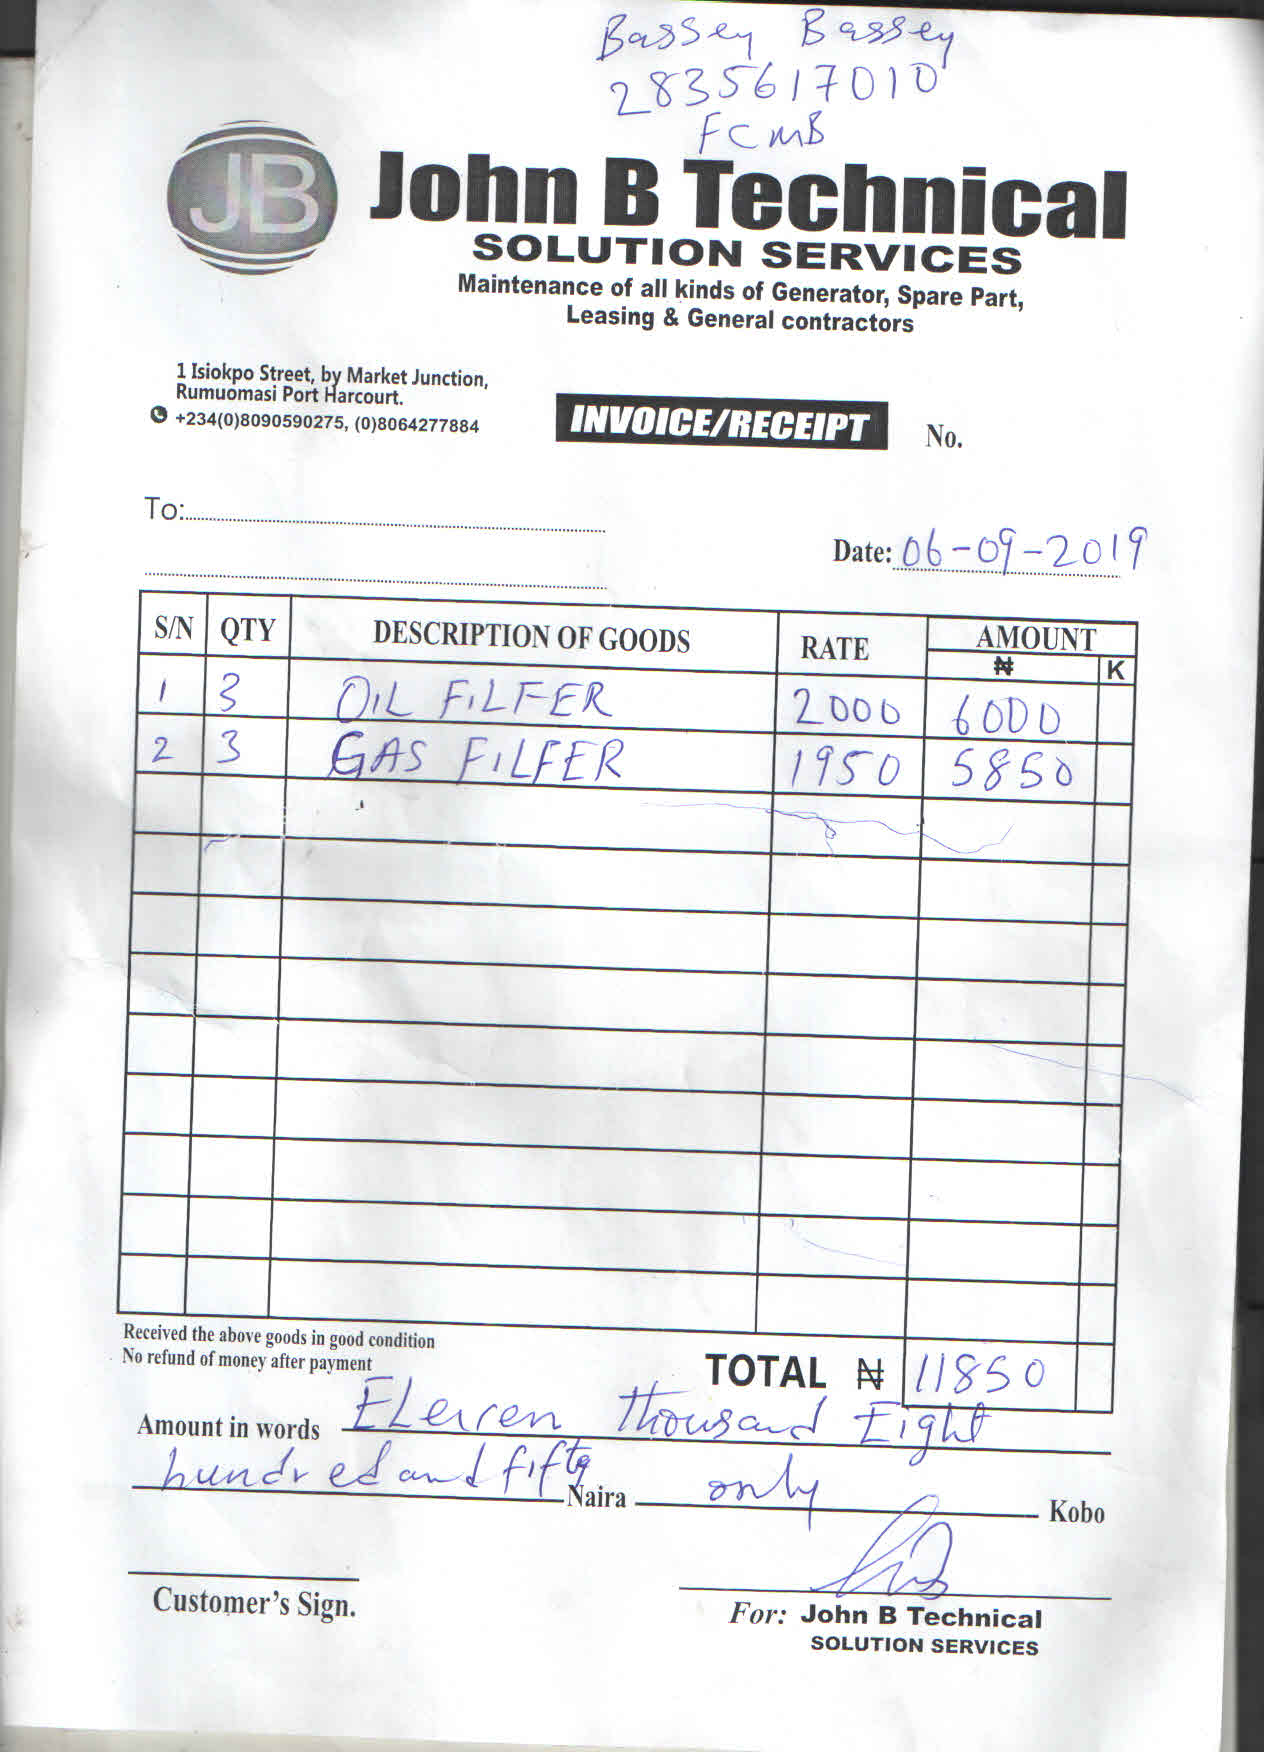 Bassey Bassey
2835617010
FCMB
JB
John B Technical
SOLUTION SERVICES
Maintenance of all kinds of Generator, Spare Part,
Leasing & General contractors
1 Isiokpo Street, by Market Junction,
Rumuomasi Port Harcourt.
+234(0)8090590275, (0)8064277884
INVOICE/RECEIPT No.
To:
Date: 06-09-2019
S/N QTY DESCRIPTION OF GOODS RATE AMOUNT
₦ K
1 3 OIL FILFER 2000 6000
2 3 GAS FILFER 1950 5850
Received the above goods in good condition
No refund of money after payment
TOTAL ₦ 11850
Amount in words Eleven thousand Eight
hundred and fifty Naira only Kobo
Customer's Sign.
For: John B Technical
SOLUTION SERVICES